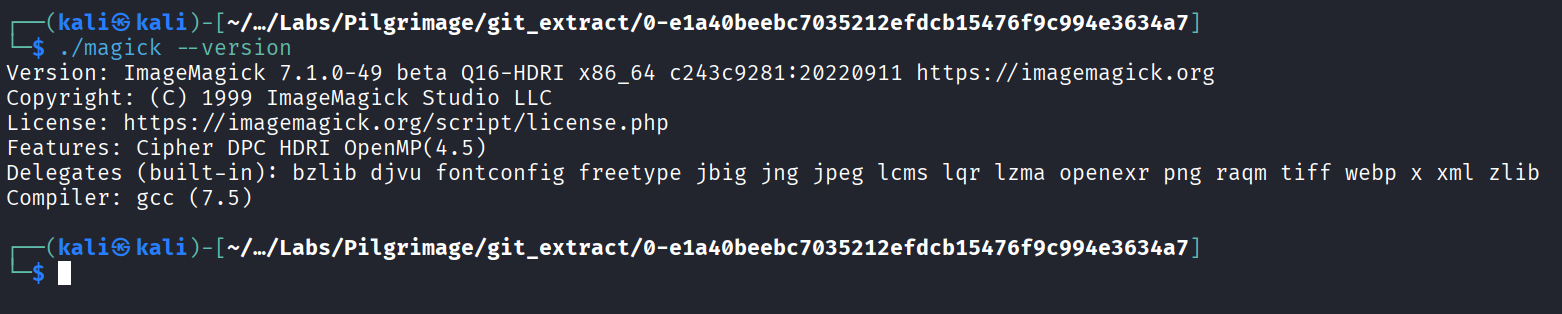 ┌──(kali㉿kali)-[~/…/Labs/Pilgrimage/git_extract/0-e1a40beebc7035212efdcb15476f9c994e3634a7]
└─$ ./magick --version
Version: ImageMagick 7.1.0-49 beta Q16-HDRI x86_64 c243c9281:20220911 https://imagemagick.org
Copyright: (C) 1999 ImageMagick Studio LLC
License: https://imagemagick.org/script/license.php
Features: Cipher DPC HDRI OpenMP(4.5)
Delegates (built-in): bzlib djvu fontconfig freetype jbig jng jpeg lcms lqr lzma openexr png raqm tiff webp x xml zlib
Compiler: gcc (7.5)
┌──(kali㉿kali)-[~/…/Labs/Pilgrimage/git_extract/0-e1a40beebc7035212efdcb15476f9c994e3634a7]
└─$